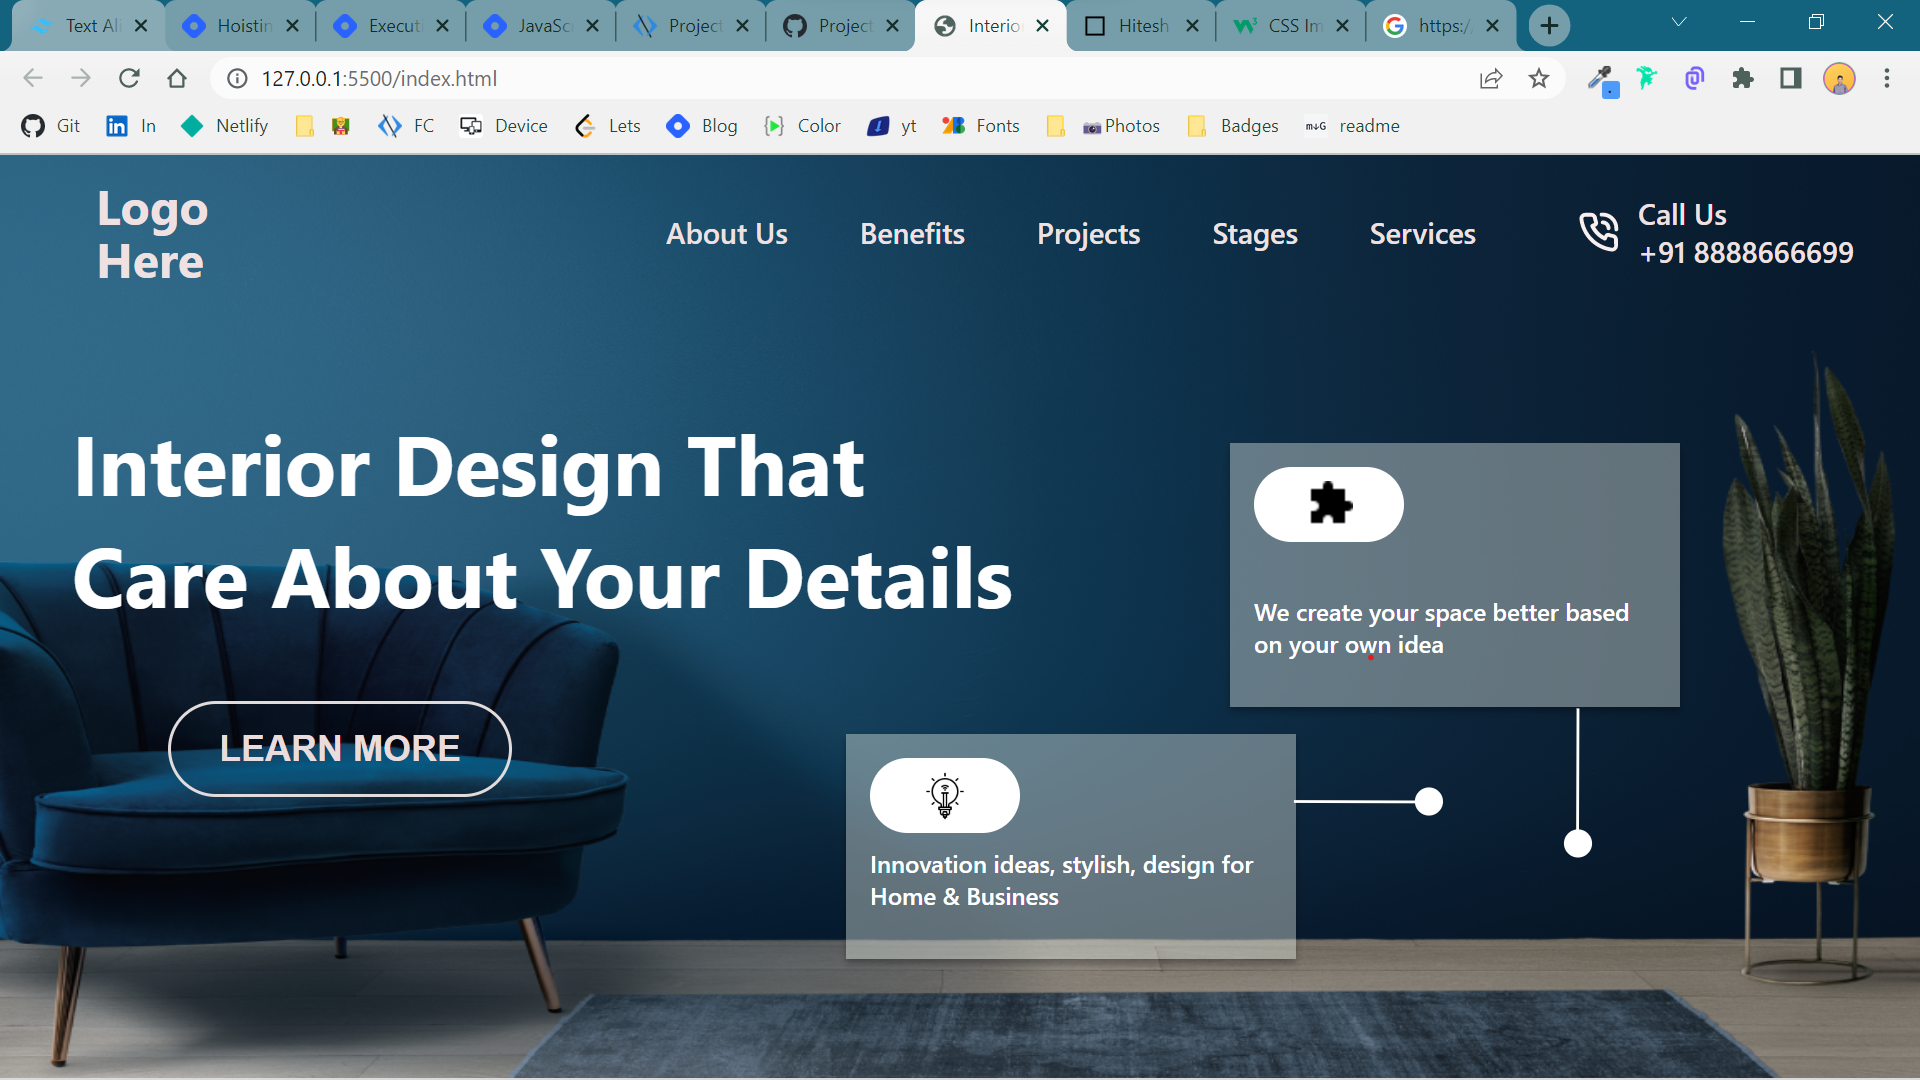 Text Ali
Hoistin
Executi
JavaSc
Project
Project
Interio
Hitesh
CSS Im
https:/
127.0.0.1:5500/index.html
Git
In
Netlify
FC
Device
Lets
Blog
Color
yt
Fonts
Photos
Badges
M↓G
readme
Logo
Here
About Us
Benefits
Projects
Stages
Services
Call Us
+91 8888666699
Interior Design That
Care About Your Details
LEARN MORE
We create your space better based
on your own idea
Innovation ideas, stylish, design for
Home & Business